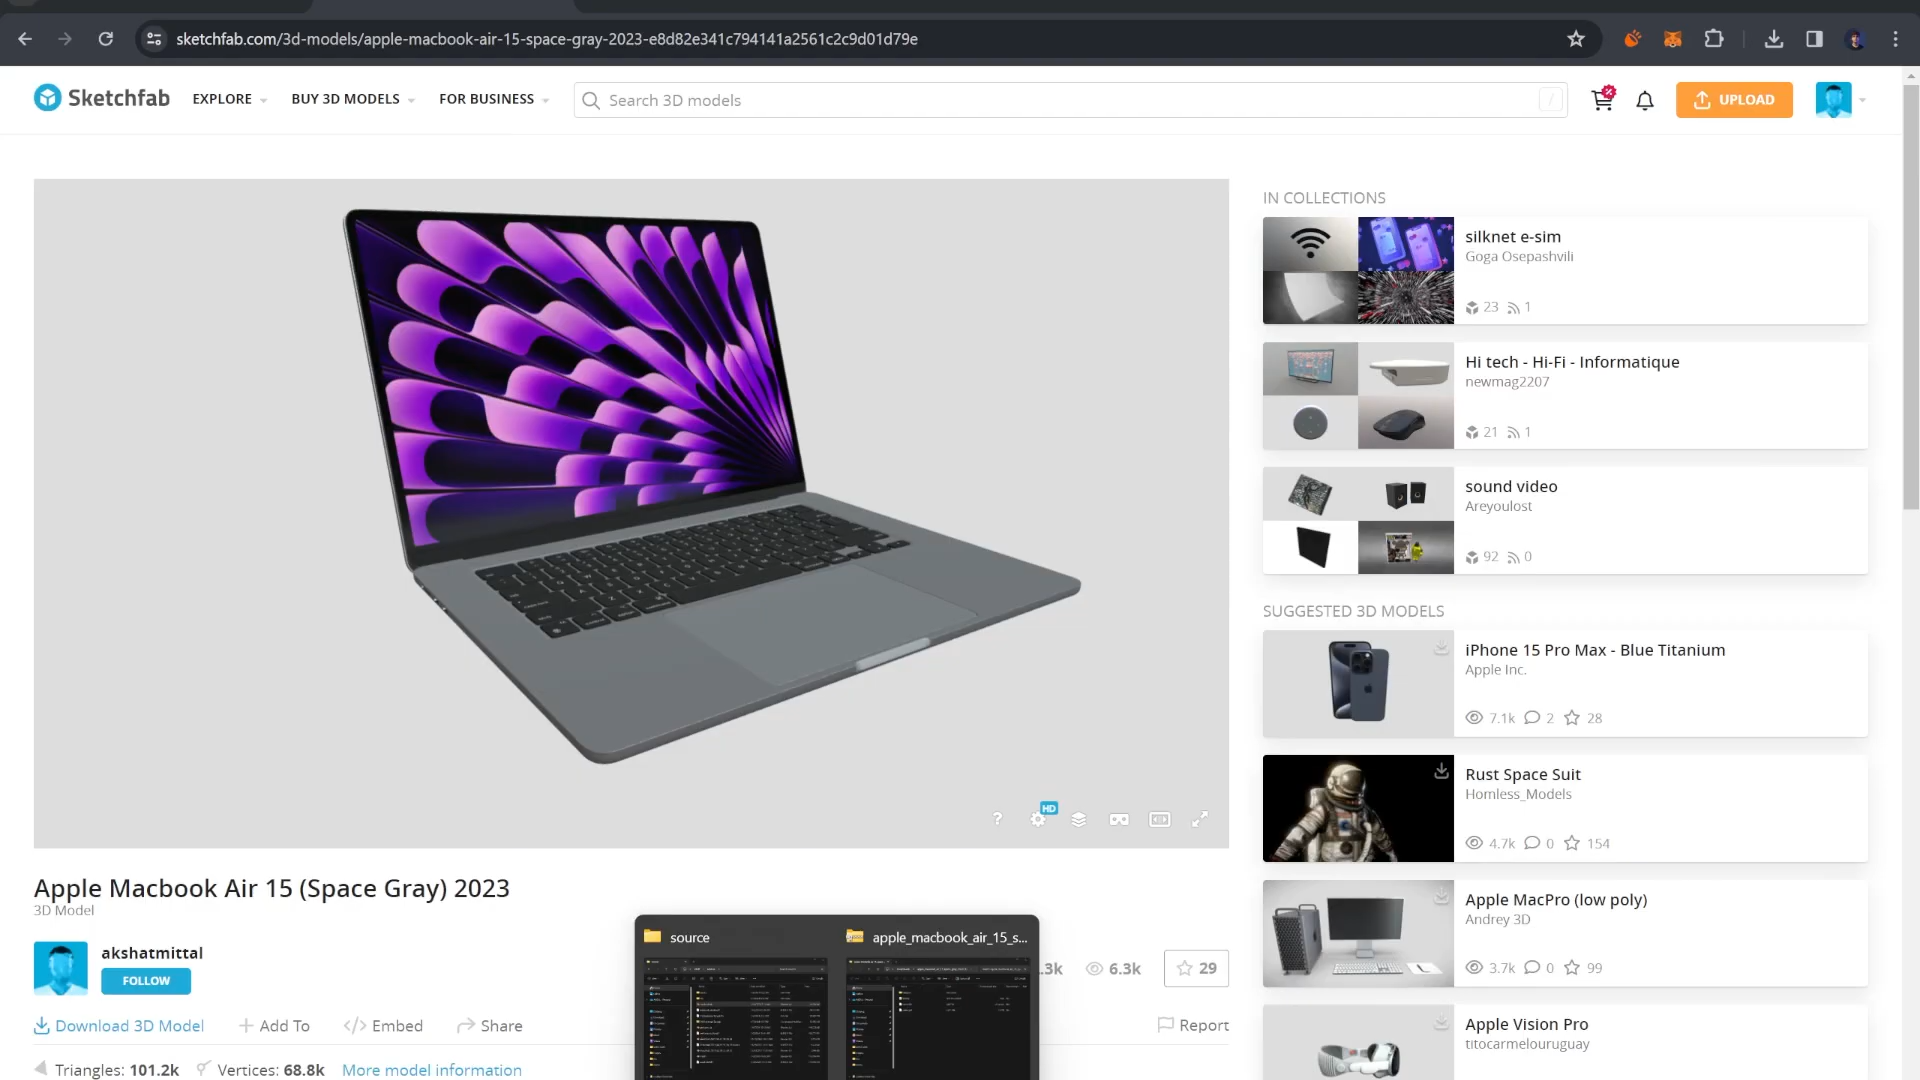 sketchfab.com/3d-models/apple-macbook-air-15-space-gray-2023-e8d82e341c794141a2561c2c9d01d79e
Sketchfab EXPLORE BUY 3D MODELS FOR BUSINESS Search 3D models / UPLOAD
IN COLLECTIONS
silknet e-sim
Goga Osepashvili
23 1
Hi tech - Hi-Fi - Informatique
newmag2207
21 1
sound video
Areyoulost
92 0
SUGGESTED 3D MODELS
iPhone 15 Pro Max - Blue Titanium
Apple Inc.
7.1k 2 28
Rust Space Suit
Homless_Models
4.7k 0 154
Apple MacPro (low poly)
Andrey 3D
3.7k 0 99
Apple Vision Pro
titocarmelouruguay
? HD
Apple Macbook Air 15 (Space Gray) 2023
3D Model
akshatmittal
FOLLOW
source apple_macbook_air_15_s...
.3k 6.3k 29
Download 3D Model Add To Embed Share Report
Triangles: 101.2k Vertices: 68.8k More model information